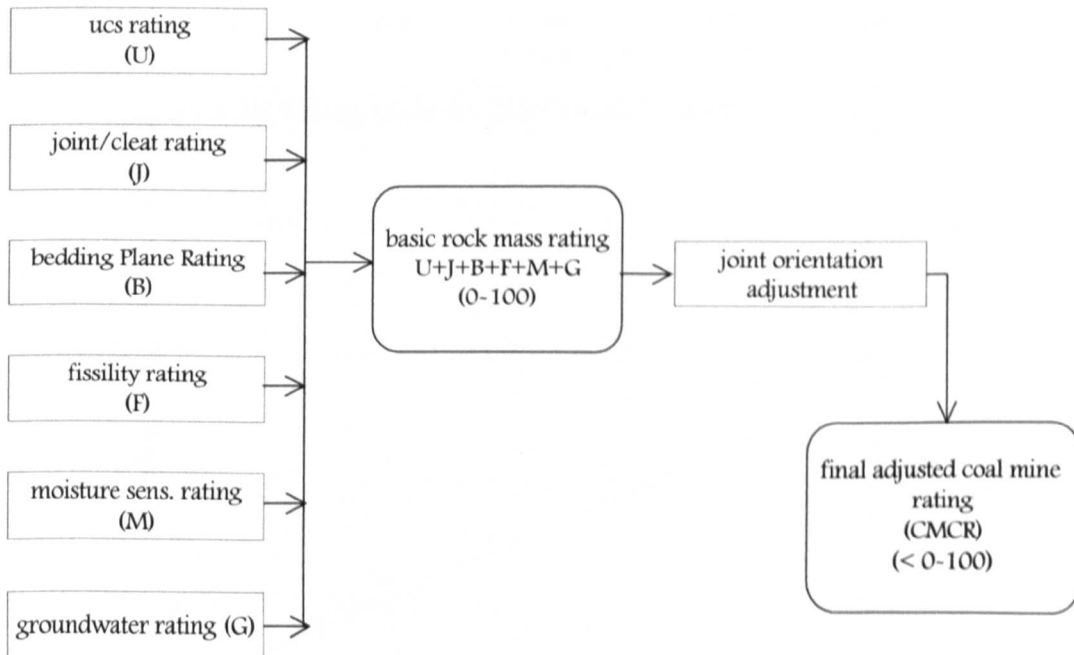 ucs rating
(U)
joint/cleat rating
(J)
bedding Plane Rating
(B)
fissility rating
(F)
moisture sens. rating
(M)
groundwater rating (G)
basic rock mass rating
U+J+B+F+M+G
(0-100)
joint orientation
adjustment
final adjusted coal mine
rating
(CMCR)
(< 0-100)